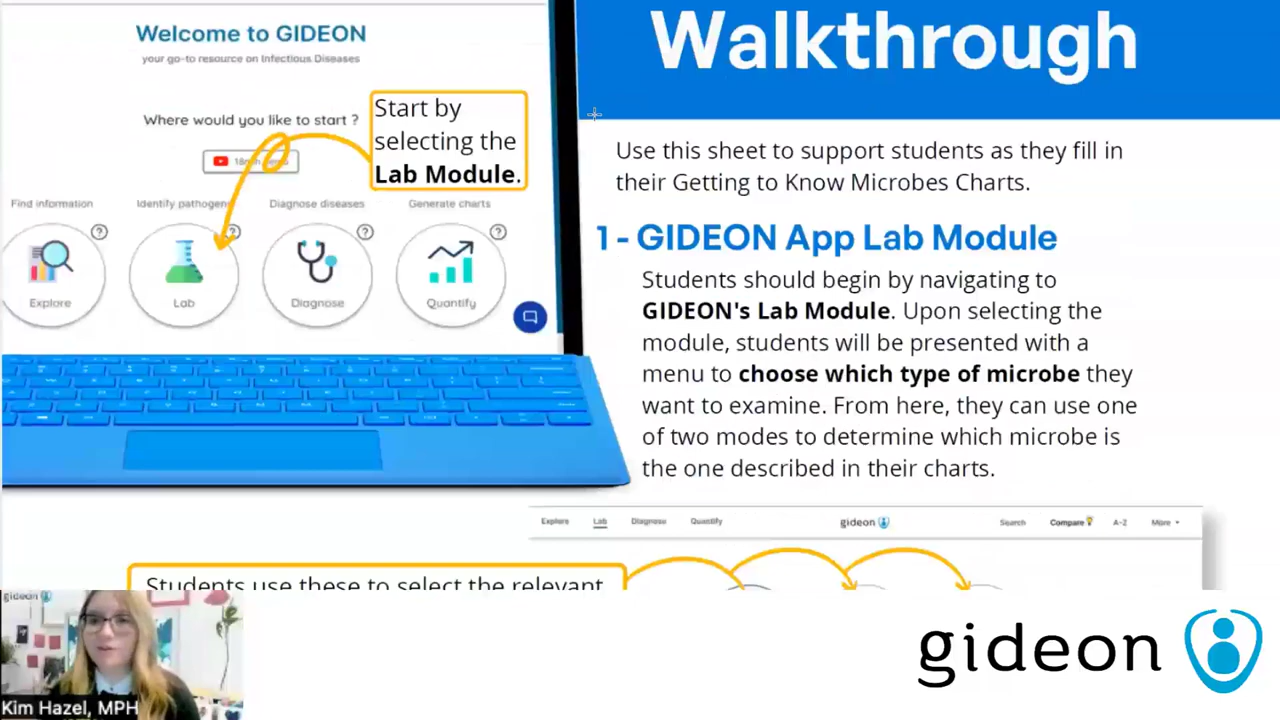 Welcome to GIDEON
your go-to resource on Infectious Diseases
Where would you like to start ?
Start by
selecting the
Lab Module.
Find information
Identify pathogens
Diagnose diseases
Generate charts
Explore
Lab
Diagnose
Quantify
Walkthrough
Use this sheet to support students as they fill in
their Getting to Know Microbes Charts.
1 - GIDEON App Lab Module
Students should begin by navigating to
GIDEON's Lab Module. Upon selecting the
module, students will be presented with a
menu to choose which type of microbe they
want to examine. From here, they can use one
of two modes to determine which microbe is
the one described in their charts.
Explore Lab Diagnose Quantify gideon Search Compare A-Z More
Students use these to select the relevant
gideon
Kim Hazel, MPH
gideon